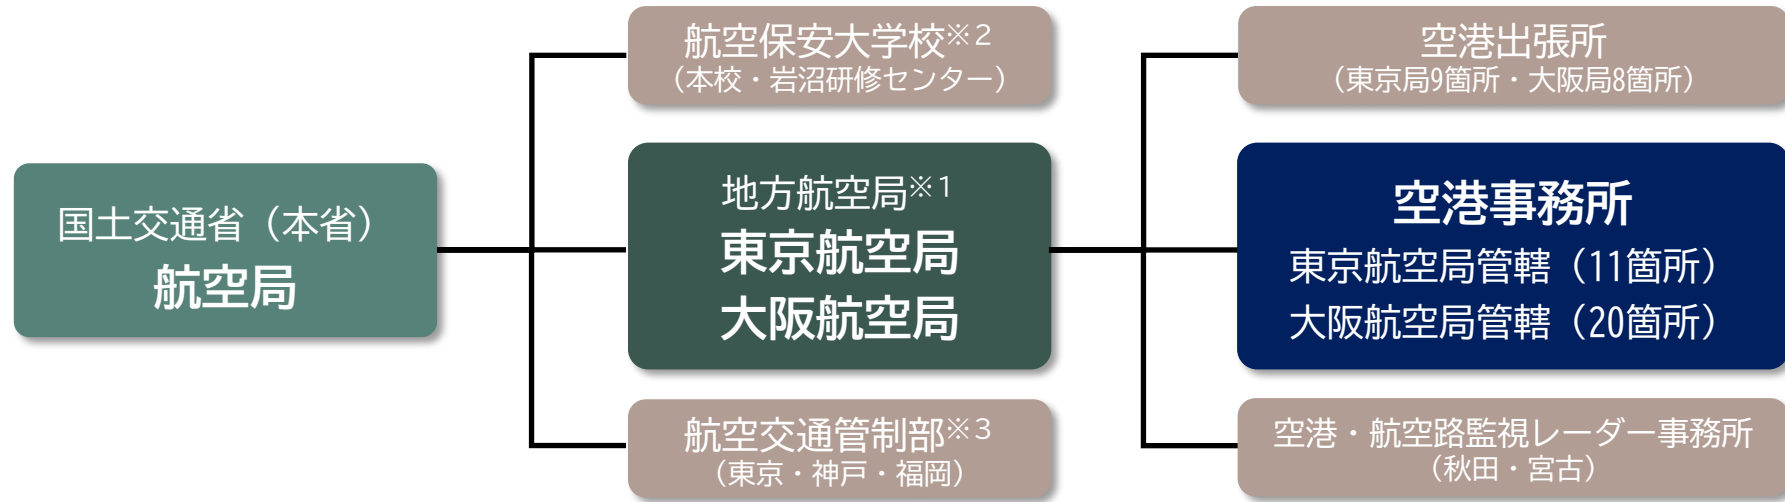 国土交通省（本省）
航空局
航空保安大学校※２
（本校・岩沼研修センター）
地方航空局※１
東京航空局
大阪航空局
航空交通管制部※３
（東京・神戸・福岡）
空港出張所
（東京局9箇所・大阪局8箇所）
空港事務所
東京航空局管轄（11箇所）
大阪航空局管轄（20箇所）
空港・航空路監視レーダー事務所
（秋田・宮古）